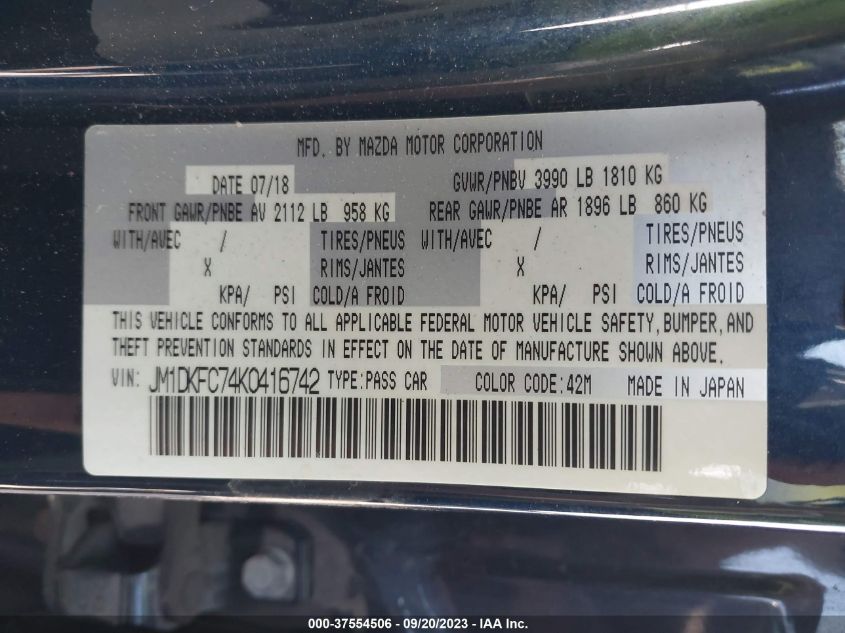 MFD. BY MAZDA MOTOR CORPORATION
DATE 07/18 GVWR/PNBV 3990 LB 1810 KG
FRONT GAWR/PNBE AV 2112 LB 958 KG REAR GAWR/PNBE AR 1896 LB 860 KG
WITH/AVEC / TIRES/PNEUS WITH/AVEC / TIRES/PNEUS
X RIMS/JANTES X RIMS/JANTES
KPA/ PSI COLD/A FROID KPA/ PSI COLD/A FROID
THIS VEHICLE CONFORMS TO ALL APPLICABLE FEDERAL MOTOR VEHICLE SAFETY, BUMPER, AND
THEFT PREVENTION STANDARDS IN EFFECT ON THE DATE OF MANUFACTURE SHOWN ABOVE.
VIN: JM1DKFC74K0416742 TYPE:PASS CAR COLOR CODE:42M MADE IN JAPAN
000-37554506 - 09/20/2023 - IAA Inc.